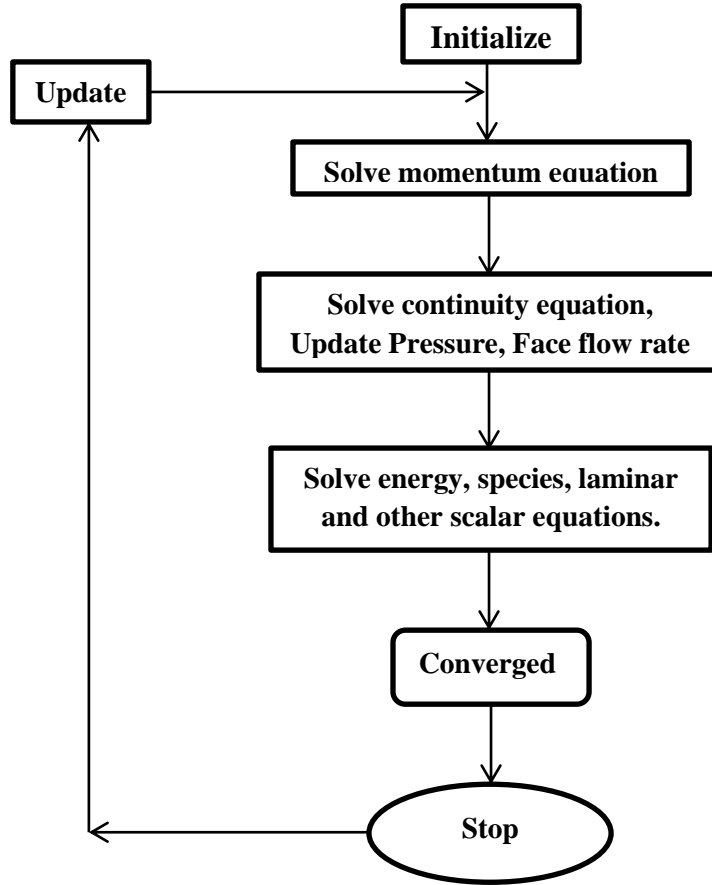 Initialize
Update
Solve momentum equation
Solve continuity equation,
Update Pressure, Face flow rate
Solve energy, species, laminar
and other scalar equations.
Converged
Stop